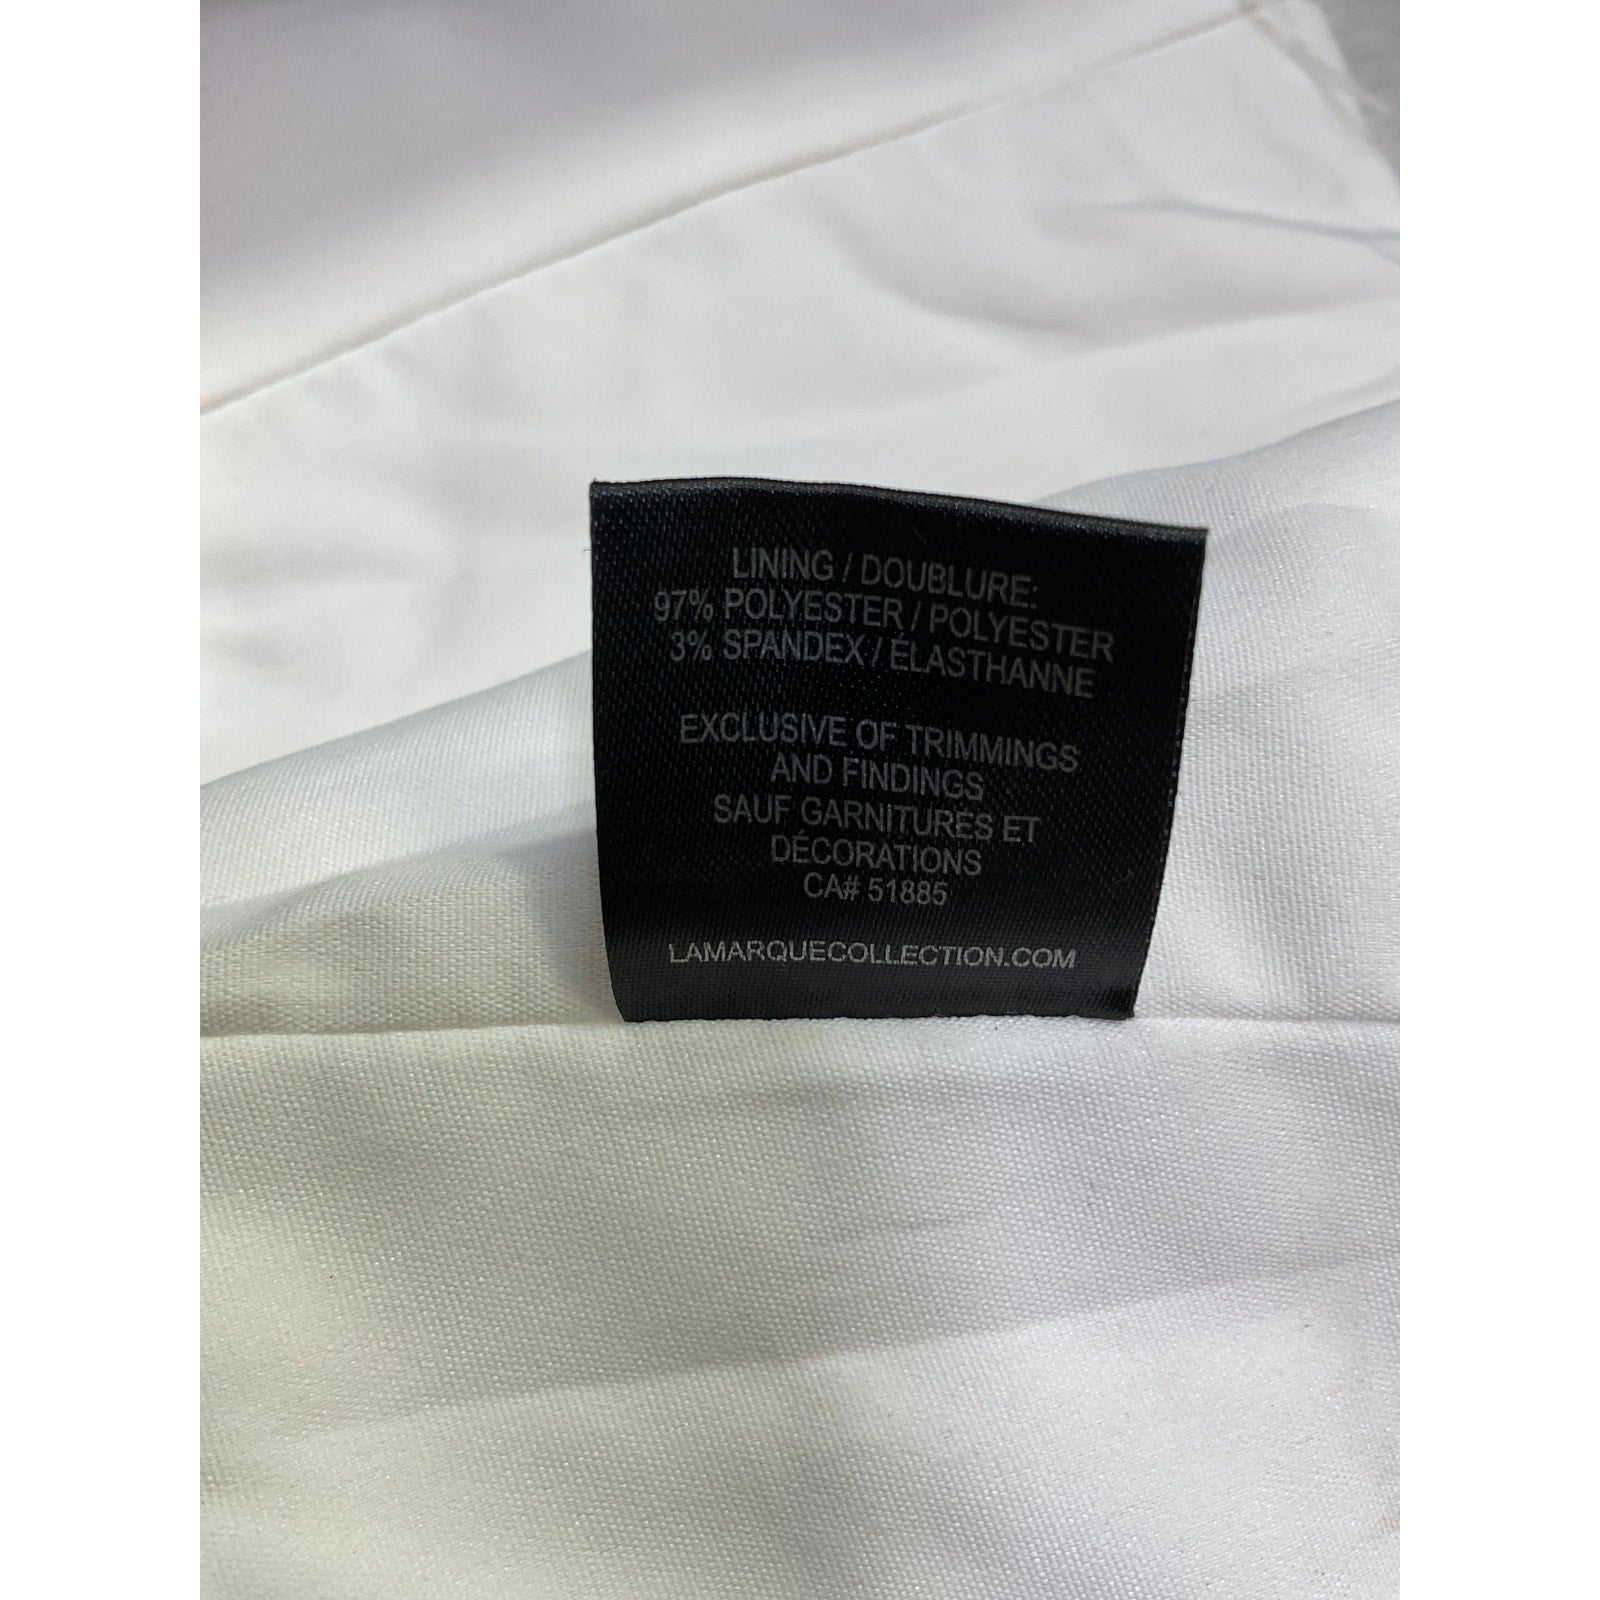 LINING / DOUBLURE:
97% POLYESTER / POLYESTER
3% SPANDEX / ÉLASTHANNE
EXCLUSIVE OF TRIMMINGS
AND FINDINGS
SAUF GARNITURES ET
DÉCORATIONS
CA# 51885
LAMARQUECOLLECTION.COM